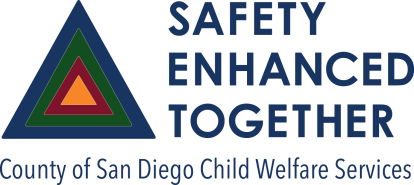 SAFETY
ENHANCED
TOGETHER
County of San Diego Child Welfare Services